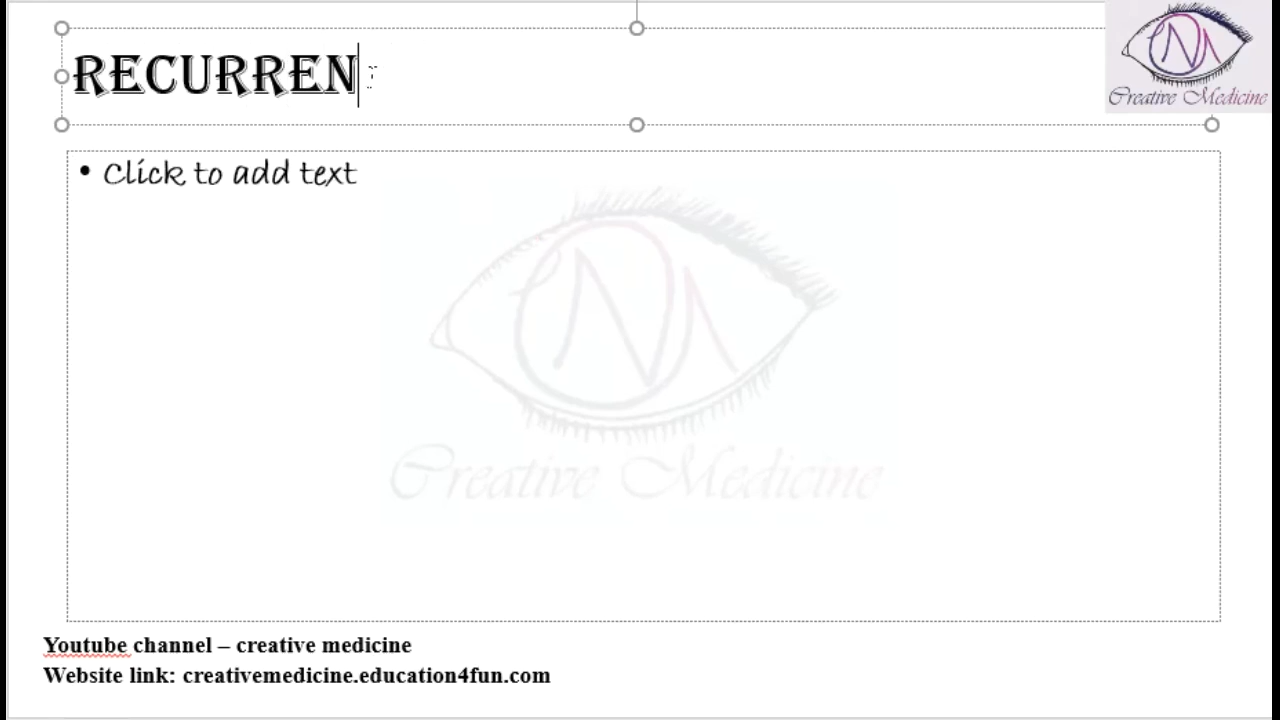 RECURREN
Creative Medicine
• Click to add text
Creative Medicine
Youtube channel – creative medicine
Website link: creativemedicine.education4fun.com